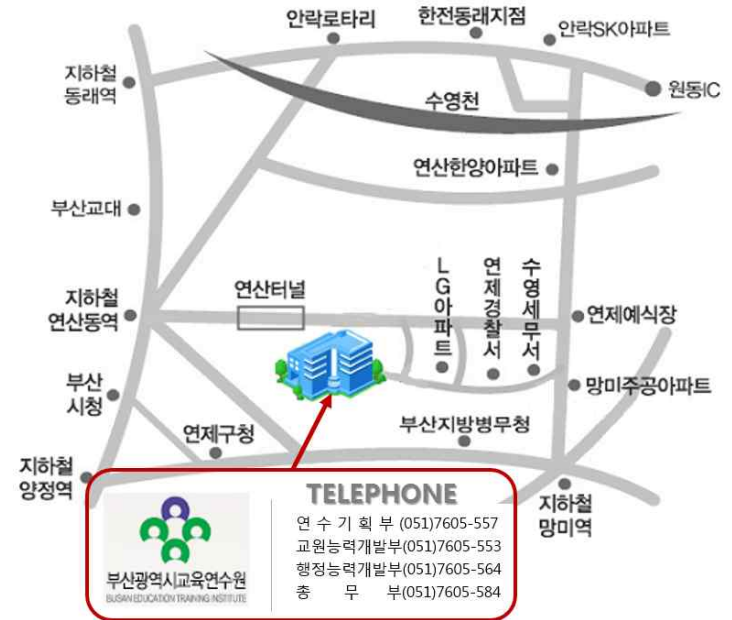 안락로타리
한전동래지점
안락SK아파트
지하철
동래역
수영천
원동IC
연산한양아파트
부산교대
지하철
연산동역
연산터널
LG아파트
연제경찰서
수영세무서
연제예식장
부산
시청
망미주공아파트
연제구청
부산지방병무청
지하철
양정역
지하철
망미역
TELEPHONE
연 수 기 획 부 (051)7605-557
교원능력개발부(051)7605-553
행정능력개발부(051)7605-564
총 무 부(051)7605-584
부산광역시교육연수원
BUSAN EDUCATION TRAINING INSTITUTE